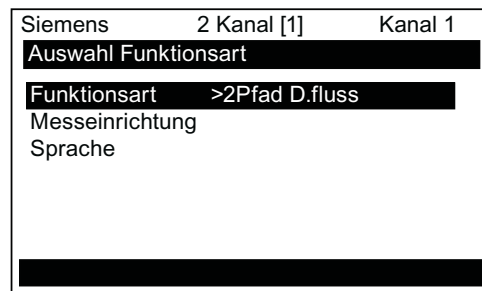 Siemens 2 Kanal [1] Kanal 1
Auswahl Funktionsart
Funktionsart >2Pfad D.fluss
Messeinrichtung
Sprache